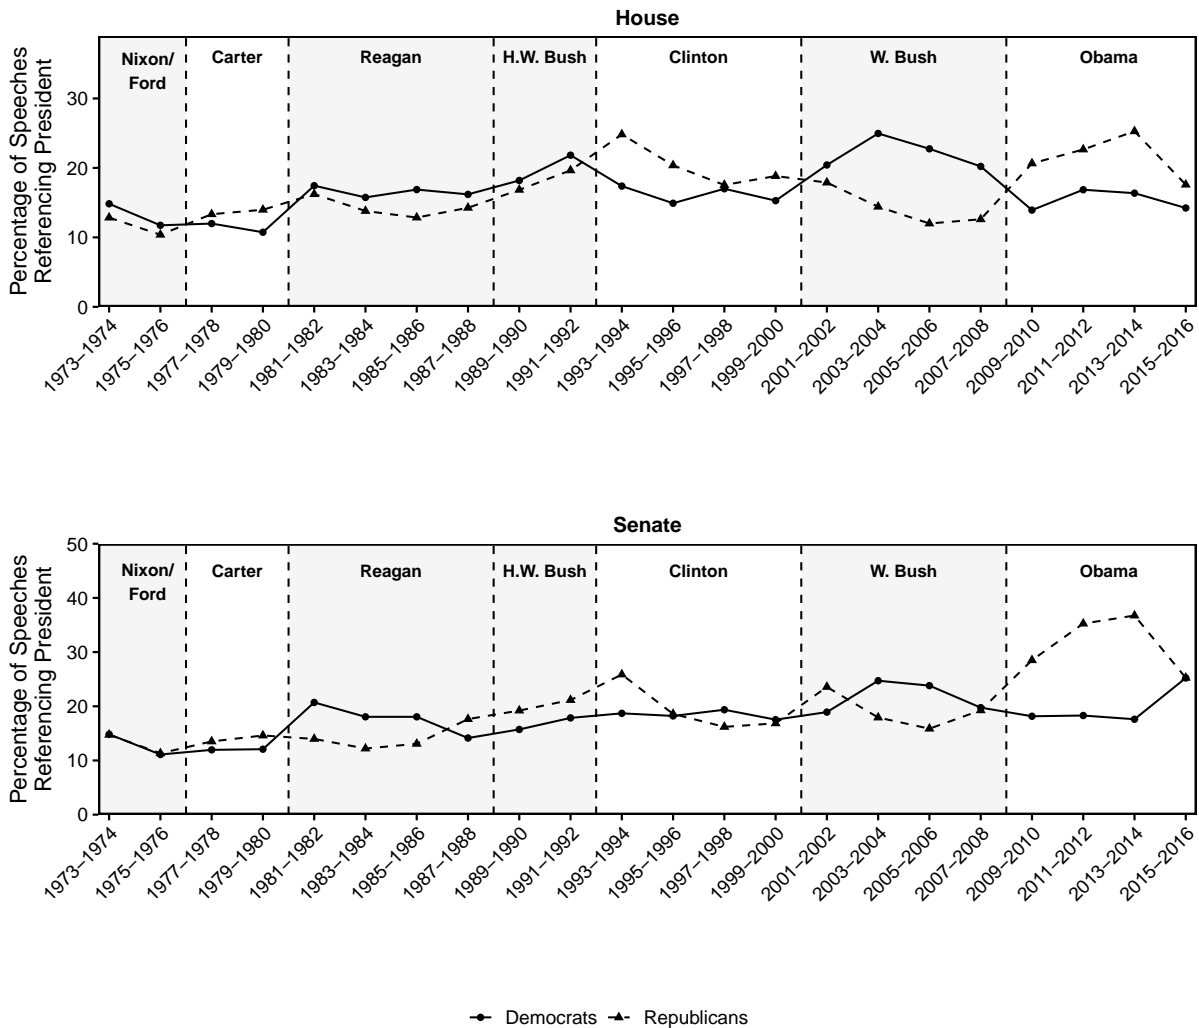 House
Percentage of Speeches
Referencing President
Nixon/
Ford
Carter
Reagan
H.W. Bush
Clinton
W. Bush
Obama
30
20
10
0
1973–1974
1975–1976
1977–1978
1979–1980
1981–1982
1983–1984
1985–1986
1987–1988
1989–1990
1991–1992
1993–1994
1995–1996
1997–1998
1999–2000
2001–2002
2003–2004
2005–2006
2007–2008
2009–2010
2011–2012
2013–2014
2015–2016
Senate
Percentage of Speeches
Referencing President
Nixon/
Ford
Carter
Reagan
H.W. Bush
Clinton
W. Bush
Obama
50
40
30
20
10
0
1973–1974
1975–1976
1977–1978
1979–1980
1981–1982
1983–1984
1985–1986
1987–1988
1989–1990
1991–1992
1993–1994
1995–1996
1997–1998
1999–2000
2001–2002
2003–2004
2005–2006
2007–2008
2009–2010
2011–2012
2013–2014
2015–2016
Democrats Republicans